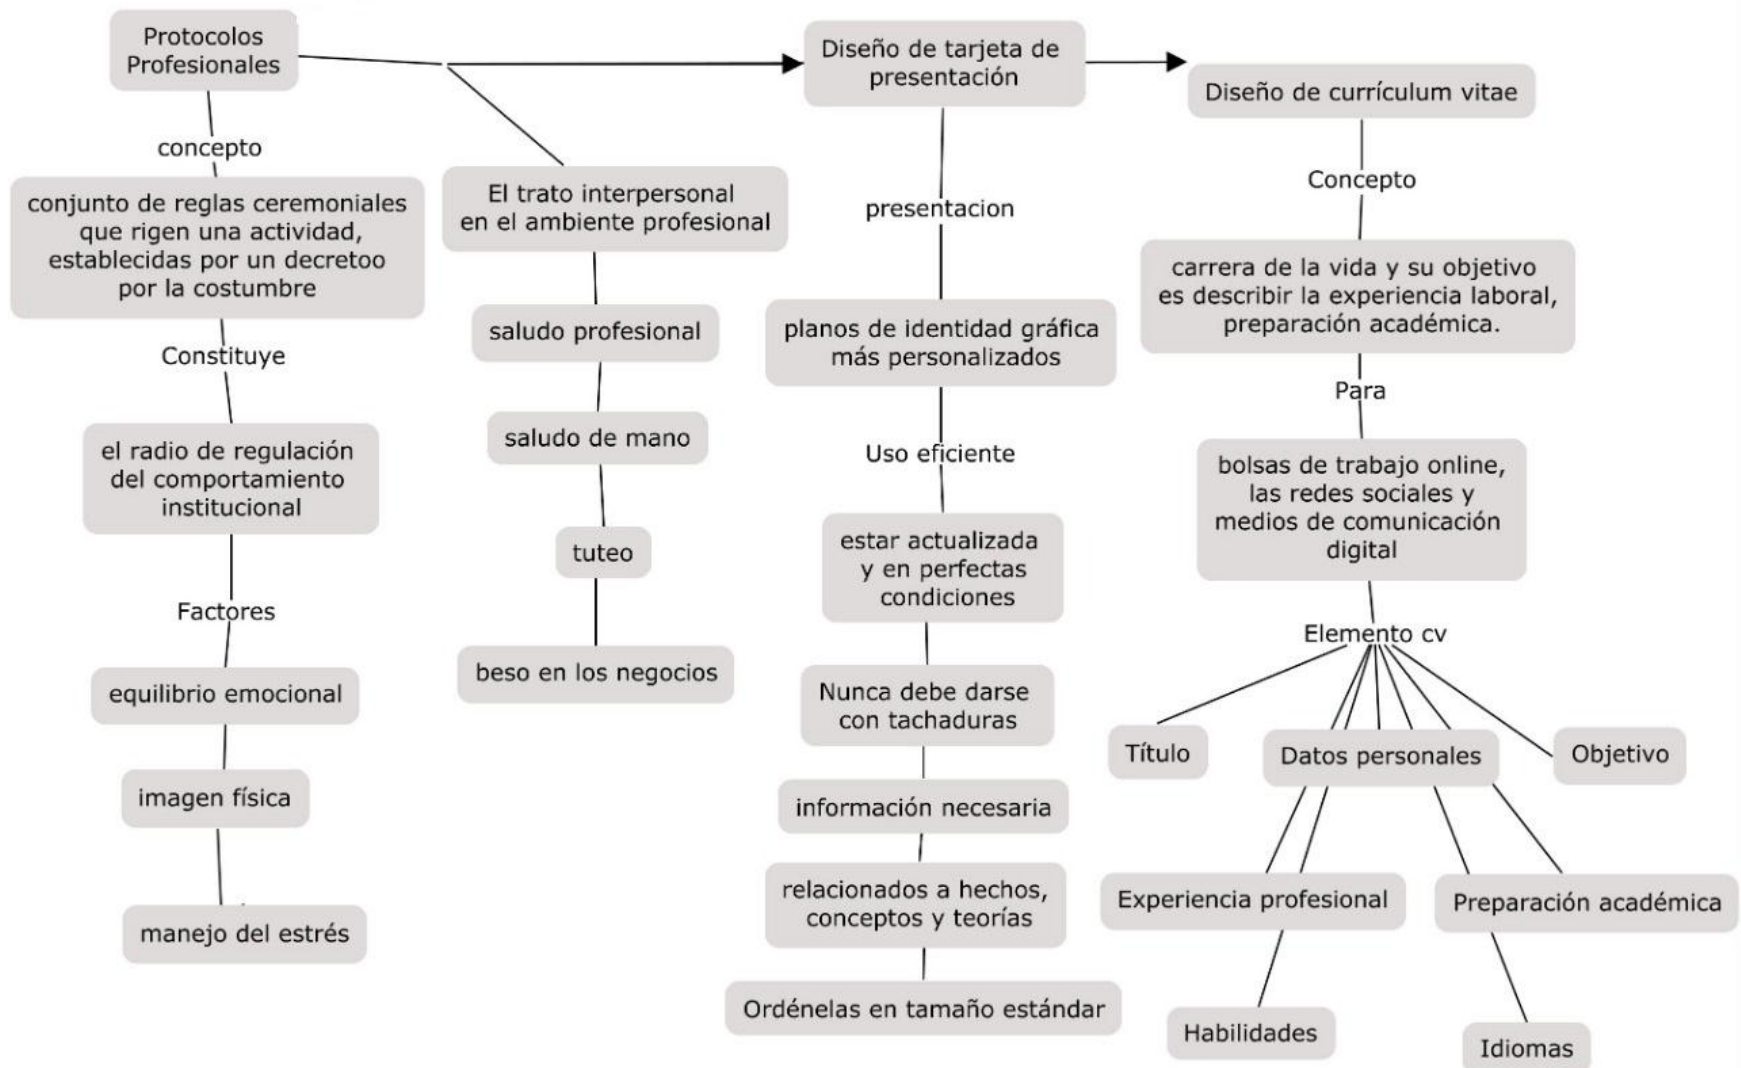 Protocolos
Profesionales
concepto
conjunto de reglas ceremoniales
que rigen una actividad,
establecidas por un decretoo
por la costumbre
Constituye
el radio de regulación
del comportamiento
institucional
Factores
equilibrio emocional
imagen física
manejo del estrés
El trato interpersonal
en el ambiente profesional
saludo profesional
saludo de mano
tuteo
beso en los negocios
Diseño de tarjeta de
presentación
presentacion
planos de identidad gráfica
más personalizados
Uso eficiente
estar actualizada
y en perfectas
condiciones
Nunca debe darse
con tachaduras
información necesaria
relacionados a hechos,
conceptos y teorías
Ordénelas en tamaño estándar
Diseño de currículum vitae
Concepto
carrera de la vida y su objetivo
es describir la experiencia laboral,
preparación académica.
Para
bolsas de trabajo online,
las redes sociales y
medios de comunicación
digital
Elemento cv
Título
Datos personales
Objetivo
Experiencia profesional
Preparación académica
Habilidades
Idiomas